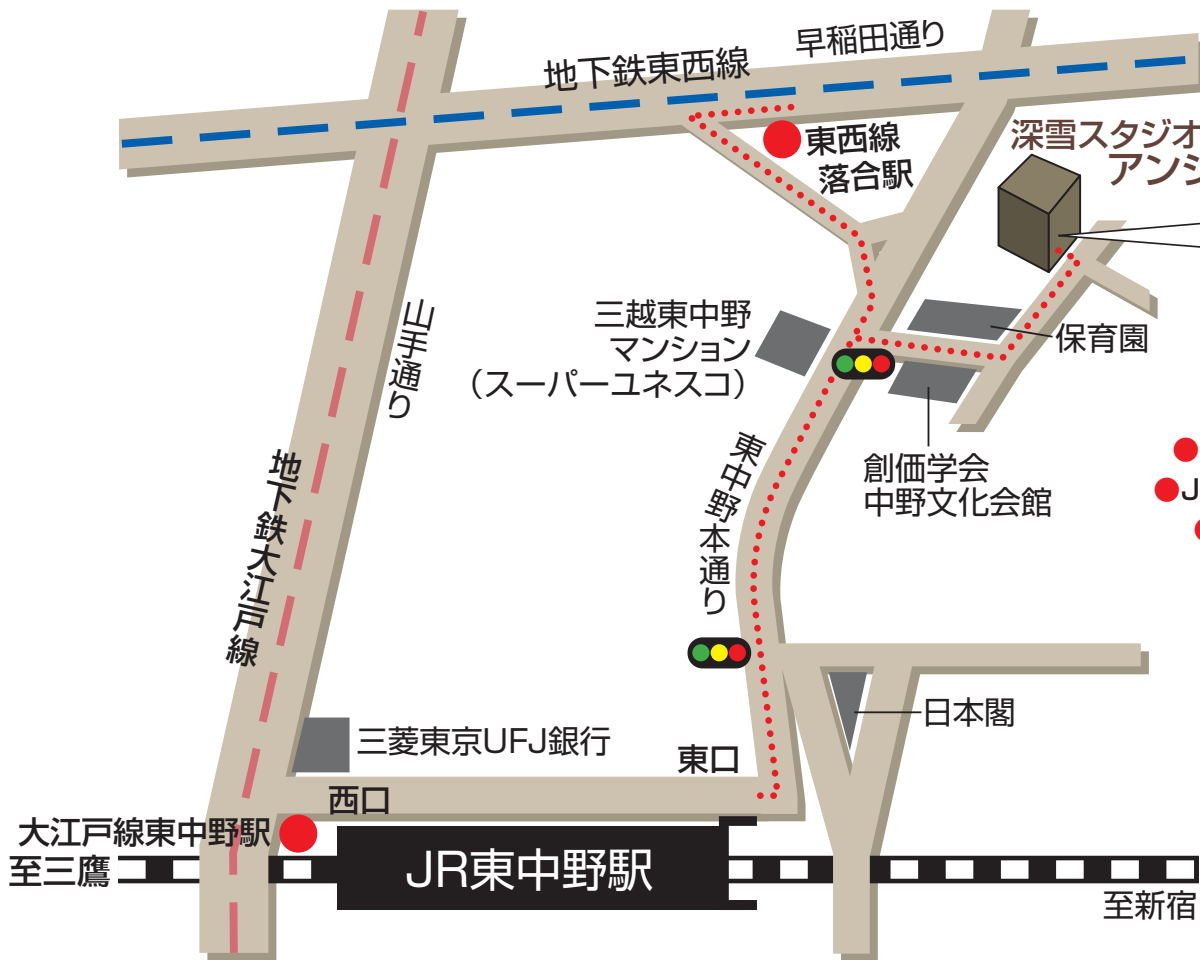 早稲田通り
地下鉄東西線
東西線
落合駅
深雪スタジオ
アンシ
山手通り
三越東中野
マンション
（スーパーユネスコ）
保育園
地下鉄大江戸線
東中野本通り
創価学会
中野文化会館
J
日本閣
三菱東京UFJ銀行
東口
西口
大江戸線東中野駅
至三鷹
JR東中野駅
至新宿